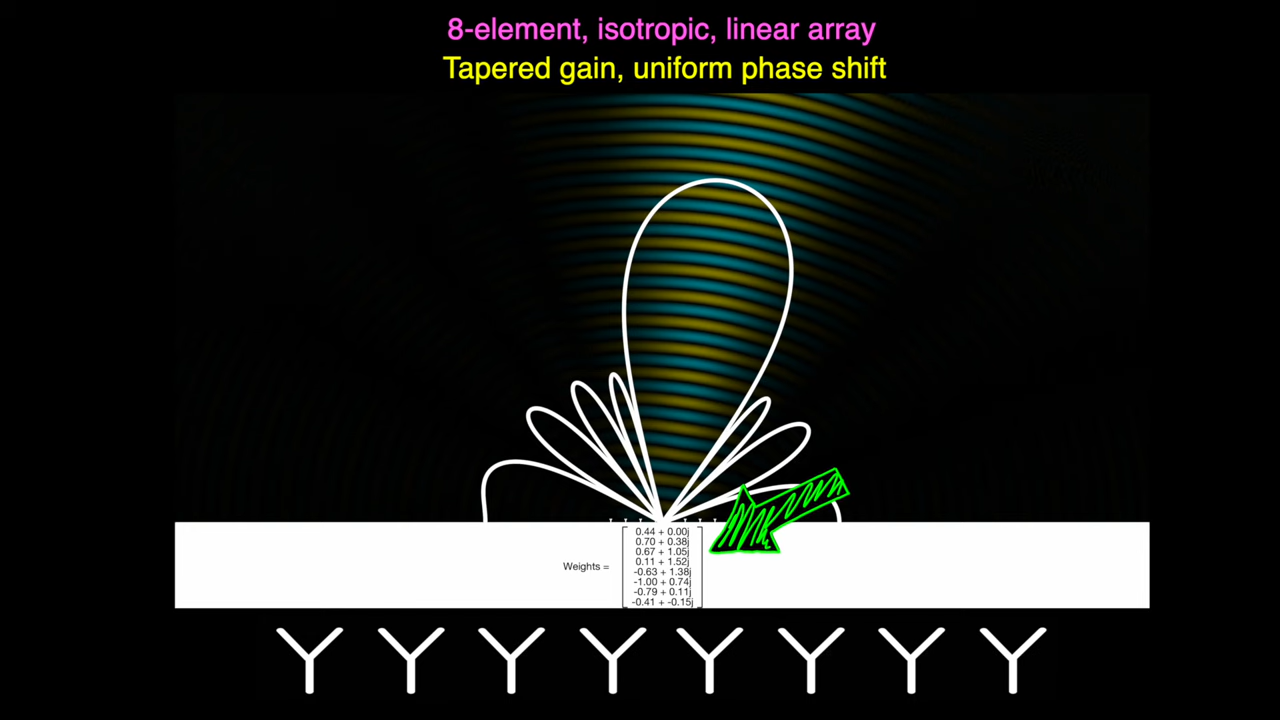 8-element, isotropic, linear array
Tapered gain, uniform phase shift
0.44 + 0.00j
0.70 + 0.38j
0.67 + 1.05j
0.11 + 1.52j
Weights =
-0.63 + 1.38j
-1.00 + 0.74j
-0.79 + 0.11j
-0.41 + -0.15j